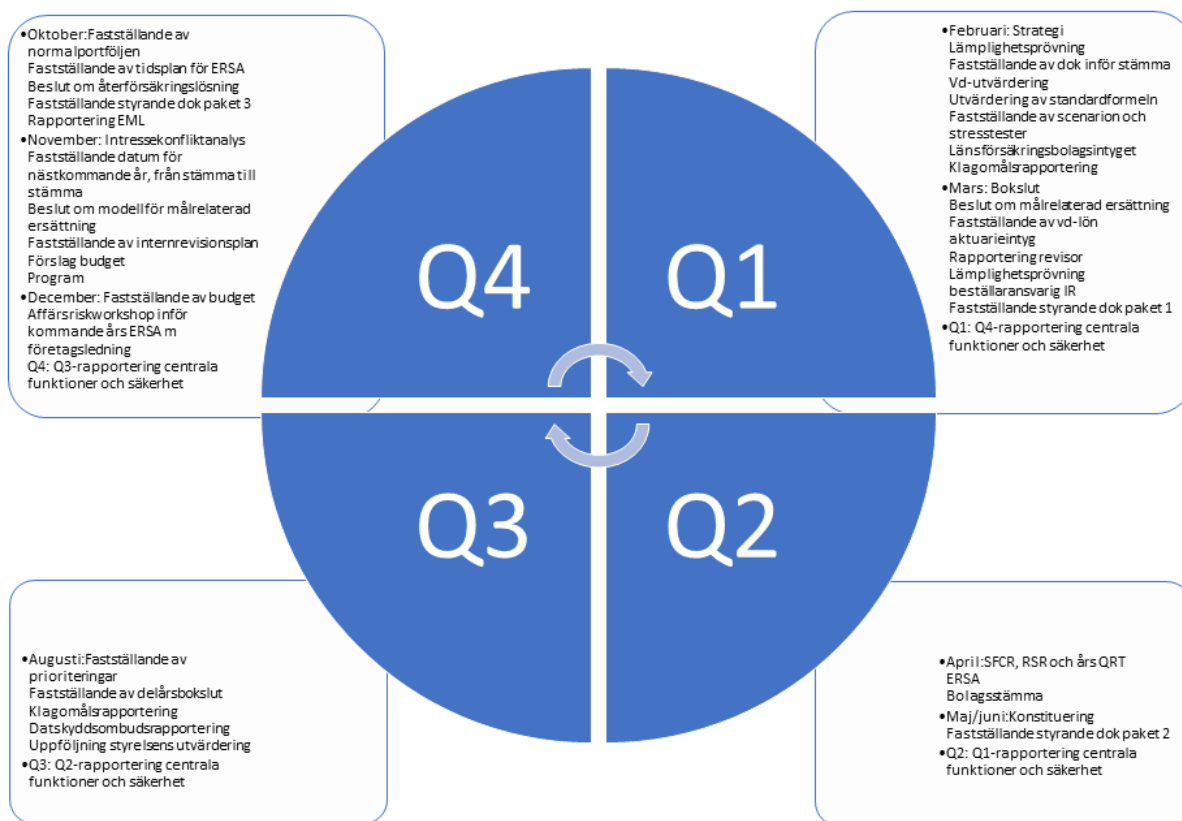 •Oktober:Fastställande av
normalportföljen
Fastställande av tidsplan för ERSA
Beslut om återförsäkringslösning
Fastställande styrande dok paket 3
Rapportering EML
•November: Intressekonfliktanalys
Fastställande datum för
nästkommande år, från stämma till
stämma
Beslut om modell för målrelaterad
ersättning
Fastställande av internrevisionsplan
Förslag budget
Program
•December: Fastställande av budget
Affärsriskworkshop inför
kommande års ERSA m
företagsledning
Q4: Q3-rapportering centrala
funktioner och säkerhet
•Februari: Strategi
Lämplighetsprövning
Fastställande av dok inför stämma
Vd-utvärdering
Utvärdering av standardformeln
Fastställande av scenarion och
stresstester
Länsförsäkringsbolagsintyget
Klagomålsrapportering
•Mars: Bokslut
Beslut om målrelaterad ersättning
Fastställande av vd-lön
aktuarieintyg
Rapportering revisor
Lämplighetsprövning
beställaransvarig IR
Fastställande styrande dok paket 1
•Q1: Q4-rapportering centrala
funktioner och säkerhet
Q4
Q1
Q3
Q2
•Augusti:Fastställande av
prioriteringar
Fastställande av delårsbokslut
Klagomålsrapportering
Datskyddsombudsrapportering
Uppföljning styrelsens utvärdering
•Q3: Q2-rapportering centrala
funktioner och säkerhet
•April:SFCR, RSR och års QRT
ERSA
Bolagsstämma
•Maj/juni:Konstituering
Fastställande styrande dok paket 2
•Q2: Q1-rapportering centrala
funktioner och säkerhet